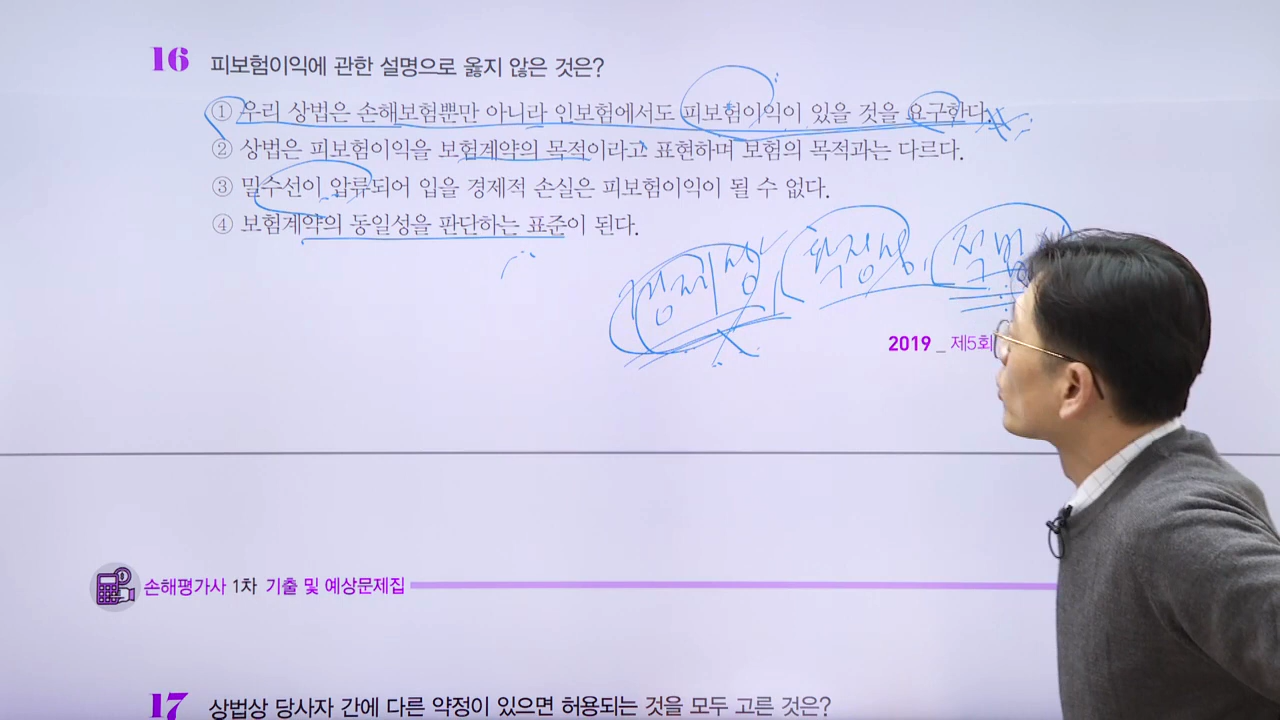 16 피보험이익에 관한 설명으로 옳지 않은 것은?
① 우리 상법은 손해보험뿐만 아니라 인보험에서도 피보험이익이 있을 것을 요구한다.
② 상법은 피보험이익을 보험계약의 목적이라고 표현하며 보험의 목적과는 다르다.
③ 밀수선이 압류되어 입을 경제적 손실은 피보험이익이 될 수 없다.
④ 보험계약의 동일성을 판단하는 표준이 된다.
경제성, 확정성, 적법
2019 _ 제5회
손해평가사 1차 기출 및 예상문제집
17 상법상 당사자 간에 다른 약정이 있으면 허용되는 것을 모두 고른 것은?